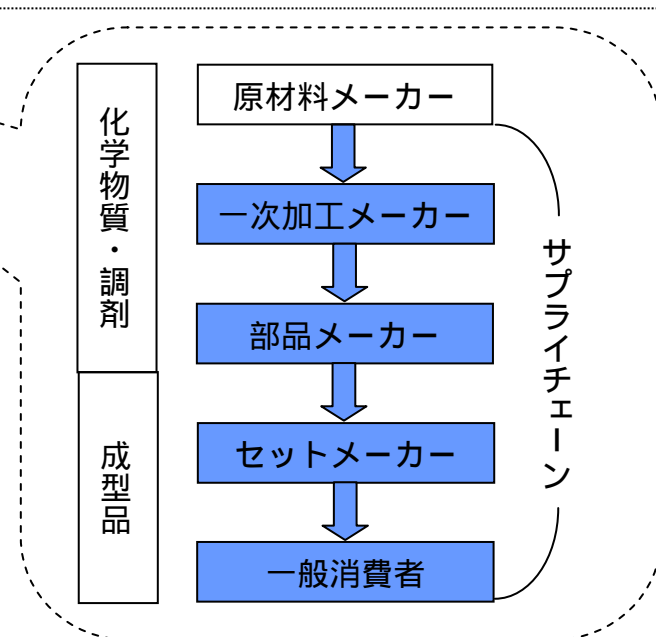 化学物質・調剤
成型品
原材料メーカー
一次加工メーカー
部品メーカー
セットメーカー
一般消費者
サプライチェーン